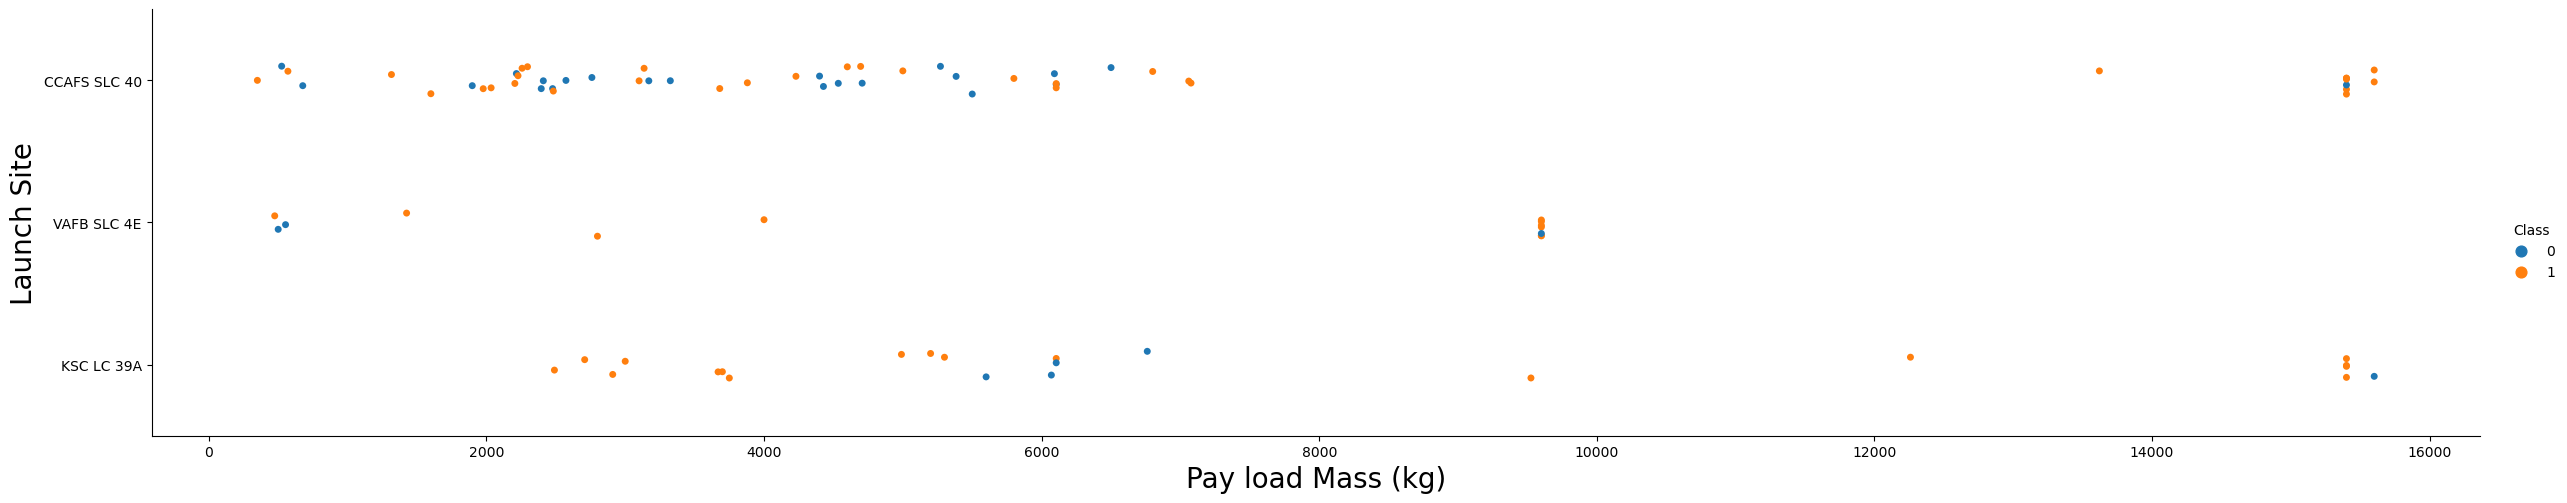 CCAFS SLC 40
VAFB SLC 4E
KSC LC 39A
Launch Site
0 2000 4000 6000 8000 10000 12000 14000 16000
Pay load Mass (kg)
Class
0
1